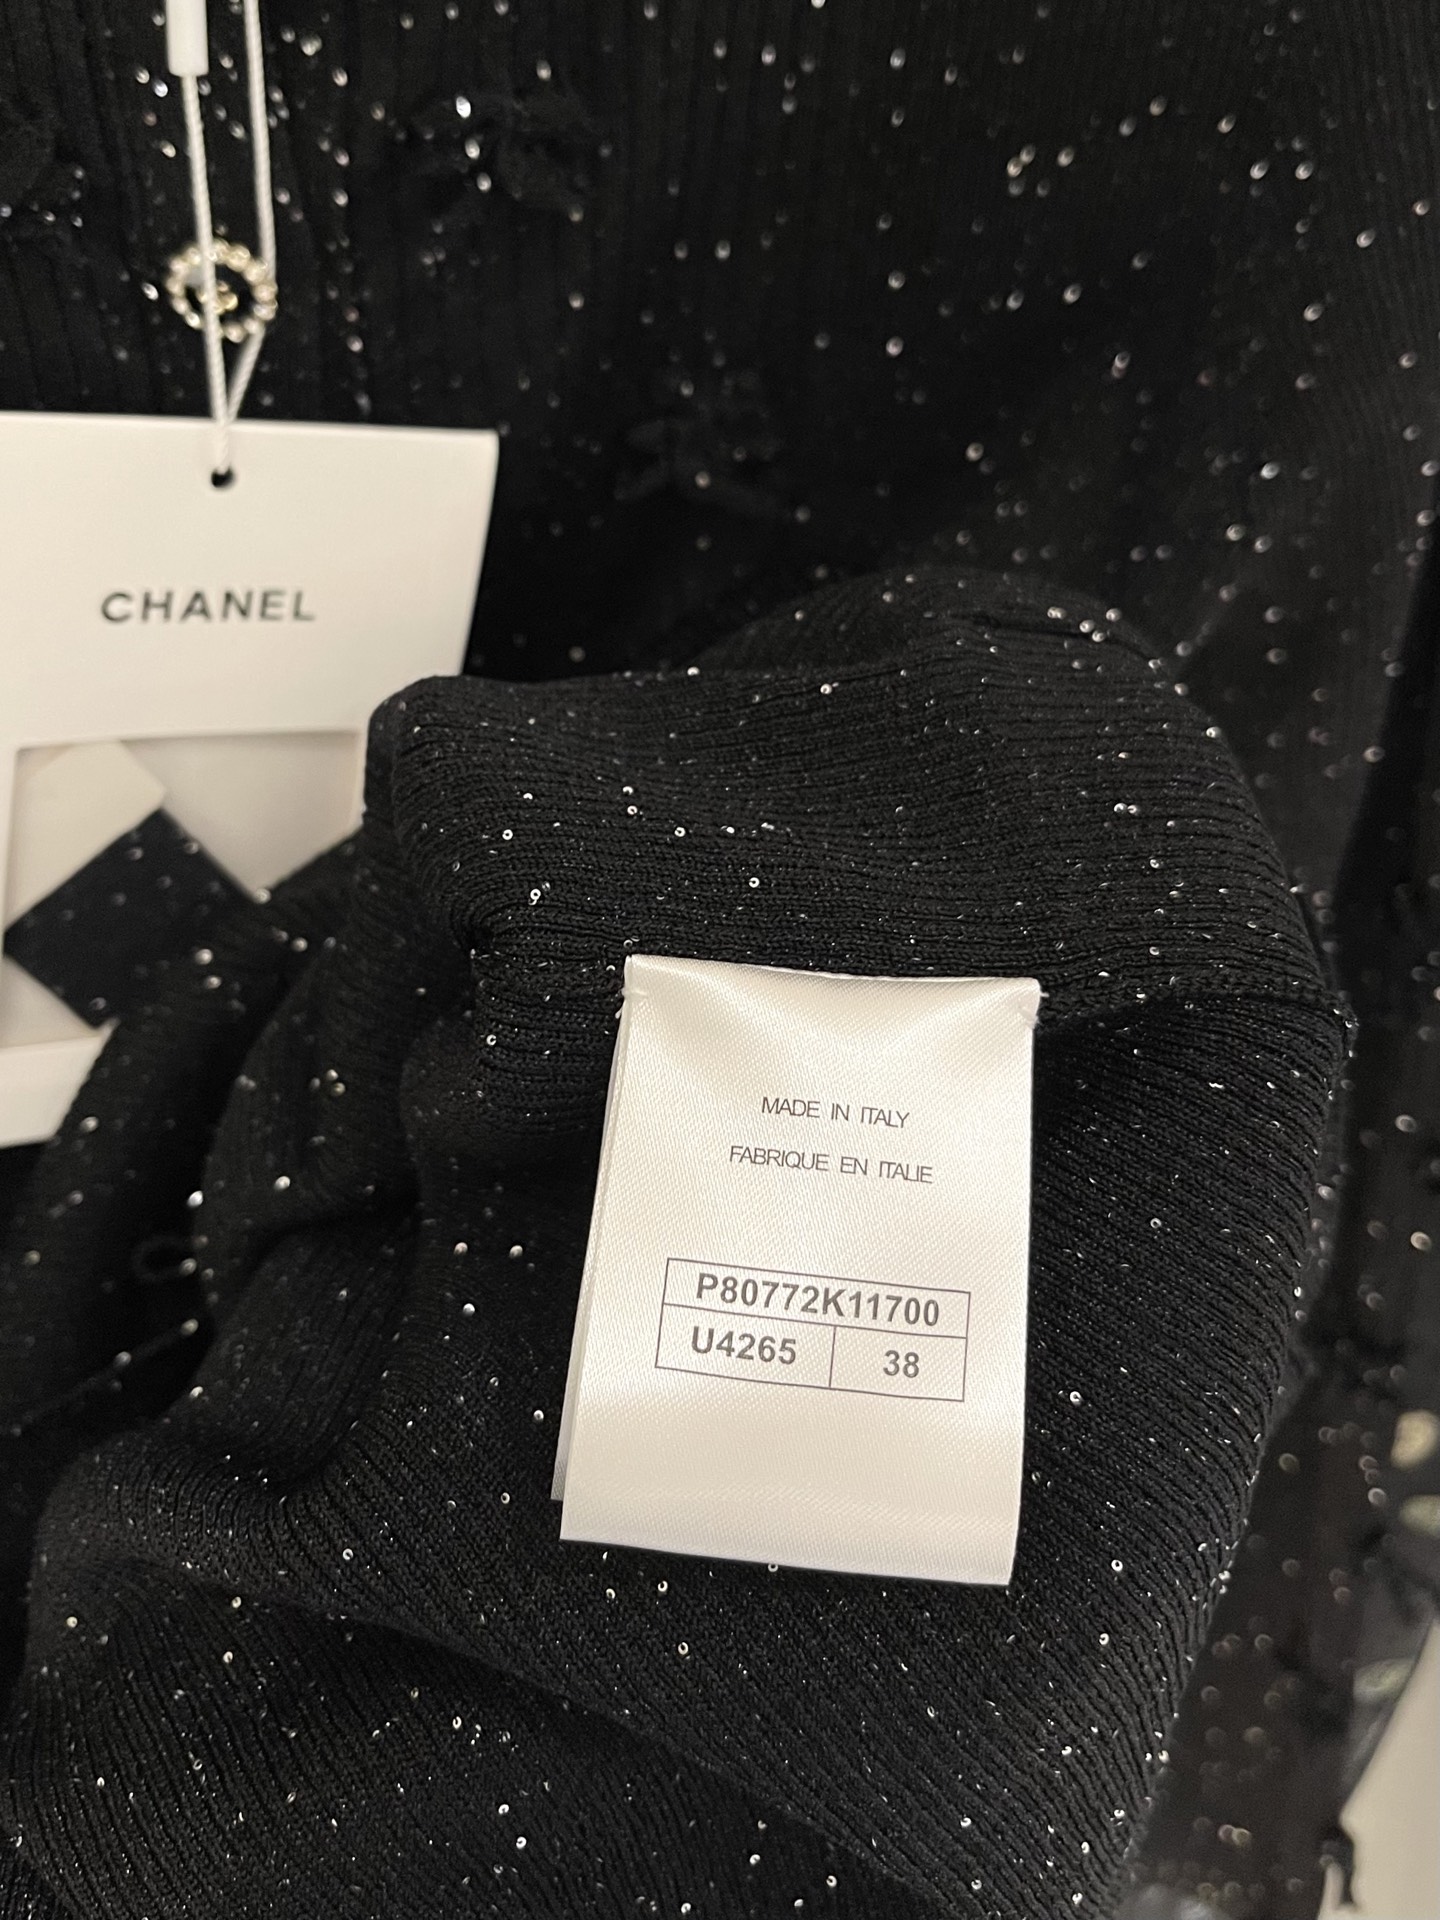 CHANEL
MADE IN ITALY
FABRIQUE EN ITALIE
P80772K11700
U4265 38